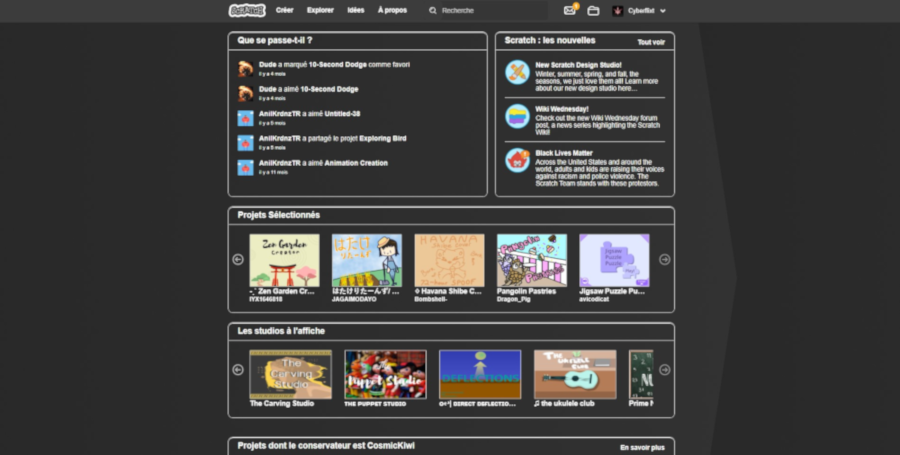 SCRATCH Créer Explorer Idées À propos Recherche Cyberflixt
Que se passe-t-il ?
Dude a marqué 10-Second Dodge comme favori
il y a 4 mois
Dude a aimé 10-Second Dodge
il y a 4 mois
AnilKrdnzTR a aimé Untitled-38
il y a 5 mois
AnilKrdnzTR a partagé le projet Exploring Bird
il y a 5 mois
AnilKrdnzTR a aimé Animation Creation
il y a 11 mois
Scratch : les nouvelles Tout voir
New Scratch Design Studio!
Winter, summer, spring, and fall, the
seasons, we just love them all! Learn more
about our new design studio here...
Wiki Wednesday!
Check out the new Wiki Wednesday forum
post, a news series highlighting the Scratch
Wiki!
Black Lives Matter
Across the United States and around the
world, adults and kids are raising their voices
against racism and police violence. The
Scratch Team stands with these protestors.
Projets Sélectionnés
Zen Garden
Creator
はたけ
りたーんず
HAVANA
Pangolin
Pastries
Jigsaw
Puzzle
Puzzle
- ̗ˋ Zen Garden Cr...
IYX1646818
はたけりたーんず/ ...
JAGAIMODAYO
Havana Shibe C...
Bombshell-
Pangolin Pastries
Dragon_Pig
Jigsaw Puzzle Pu...
avicodicat
Les studios à l'affiche
The
Carving
Studio
Puppet Studio
DEFLECTIONS
THE UKULELE
CLUB
The Carving Studio
THE PUPPET STUDIO
DIRECT DEFLECTIO...
♫ the ukulele club
Prime N
Projets dont le conservateur est CosmicKiwi En savoir plus